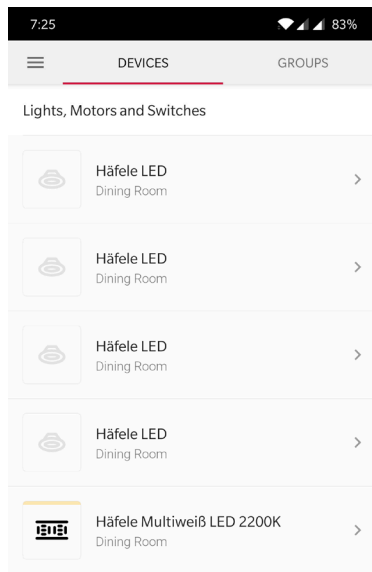 7:25 83%
DEVICES GROUPS
Lights, Motors and Switches
Häfele LED
Dining Room
Häfele LED
Dining Room
Häfele LED
Dining Room
Häfele LED
Dining Room
Häfele Multiweiß LED 2200K
Dining Room